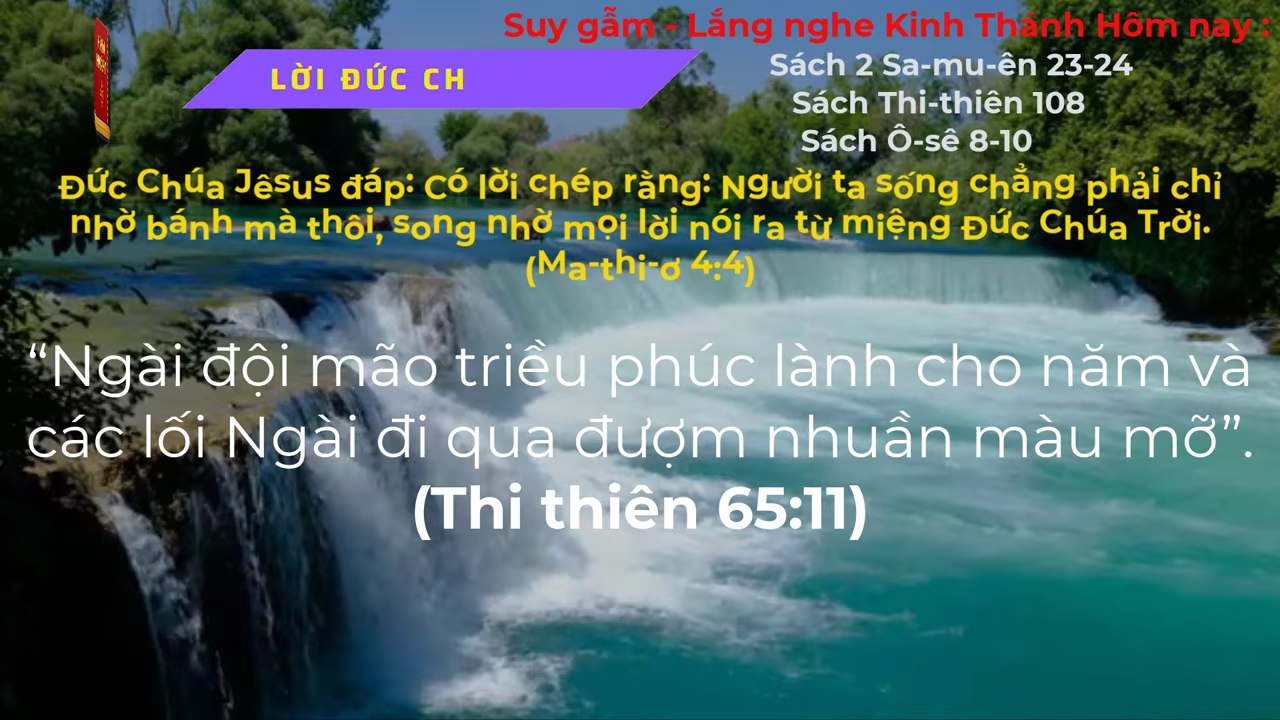 Suy gẫm - Lắng nghe Kinh Thánh Hôm nay :
Sách 2 Sa-mu-ên 23-24
Sách Thi-thiên 108
Sách Ô-sê 8-10
LỜI ĐỨC CH
Đức Chúa Jêsus đáp: Có lời chép rằng: Người ta sống chẳng phải chỉ
nhờ bánh mà thôi, song nhờ mọi lời nói ra từ miệng Đức Chúa Trời.
(Ma-thi-ơ 4:4)
“Ngài đội mão triều phúc lành cho năm và
các lối Ngài đi qua đượm nhuần màu mỡ”.
(Thi thiên 65:11)